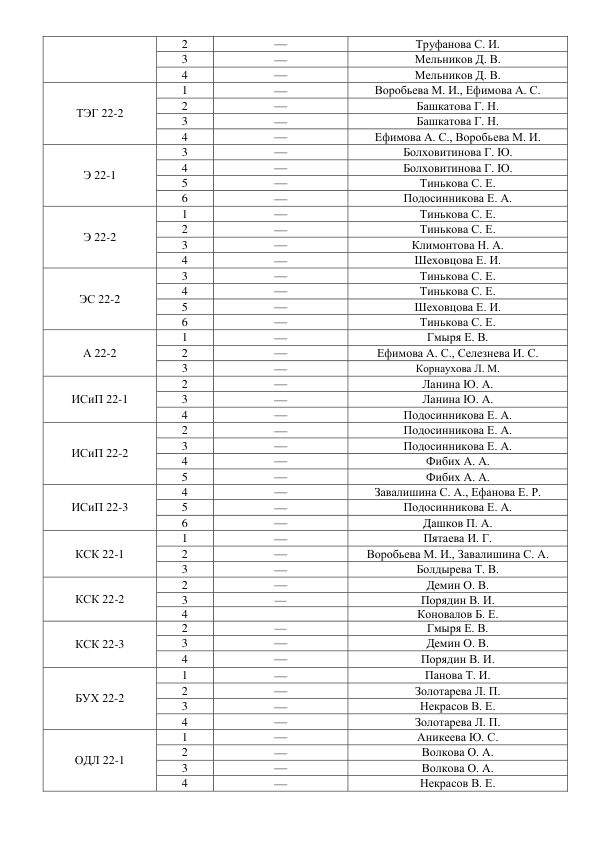 2 — Труфанова С. И.
3 — Мельников Д. В.
4 — Мельников Д. В.
ТЭГ 22-2
1 — Воробьева М. И., Ефимова А. С.
2 — Башкатова Г. Н.
3 — Башкатова Г. Н.
4 — Ефимова А. С., Воробьева М. И.
Э 22-1
3 — Болховитинова Г. Ю.
4 — Болховитинова Г. Ю.
5 — Тинькова С. Е.
6 — Подосинникова Е. А.
Э 22-2
1 — Тинькова С. Е.
2 — Тинькова С. Е.
3 — Климонтова Н. А.
4 — Шеховцова Е. И.
ЭС 22-2
3 — Тинькова С. Е.
4 — Тинькова С. Е.
5 — Шеховцова Е. И.
6 — Тинькова С. Е.
А 22-2
1 — Гмыря Е. В.
2 — Ефимова А. С., Селезнева И. С.
3 — Корнаухова Л. М.
ИСиП 22-1
2 — Ланина Ю. А.
3 — Ланина Ю. А.
4 — Подосинникова Е. А.
ИСиП 22-2
2 — Подосинникова Е. А.
3 — Подосинникова Е. А.
4 — Фибих А. А.
5 — Фибих А. А.
ИСиП 22-3
4 — Завалишина С. А., Ефанова Е. Р.
5 — Подосинникова Е. А.
6 — Дашков П. А.
КСК 22-1
1 — Пятаева И. Г.
2 — Воробьева М. И., Завалишина С. А.
3 — Болдырева Т. В.
КСК 22-2
2 — Демин О. В.
3 — Порядин В. И.
4 — Коновалов Б. Е.
КСК 22-3
2 — Гмыря Е. В.
3 — Демин О. В.
4 — Порядин В. И.
БУХ 22-2
1 — Панова Т. И.
2 — Золотарева Л. П.
3 — Некрасов В. Е.
4 — Золотарева Л. П.
ОДЛ 22-1
1 — Аникеева Ю. С.
2 — Волкова О. А.
3 — Волкова О. А.
4 — Некрасов В. Е.